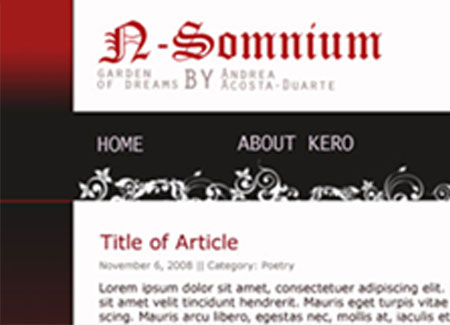 N-Somnium
GARDEN OF DREAMS BY ANDREA ACOSTA-DUARTE
HOME ABOUT KERO
Title of Article
November 6, 2008 || Category: Poetry
Lorem ipsum dolor sit amet, consectetuer adipiscing elit.
sit amet velit tincidunt hendrerit. Mauris eget turpis vitae
congue. Mauris arcu libero, egestas nec, mollis at, iaculis et